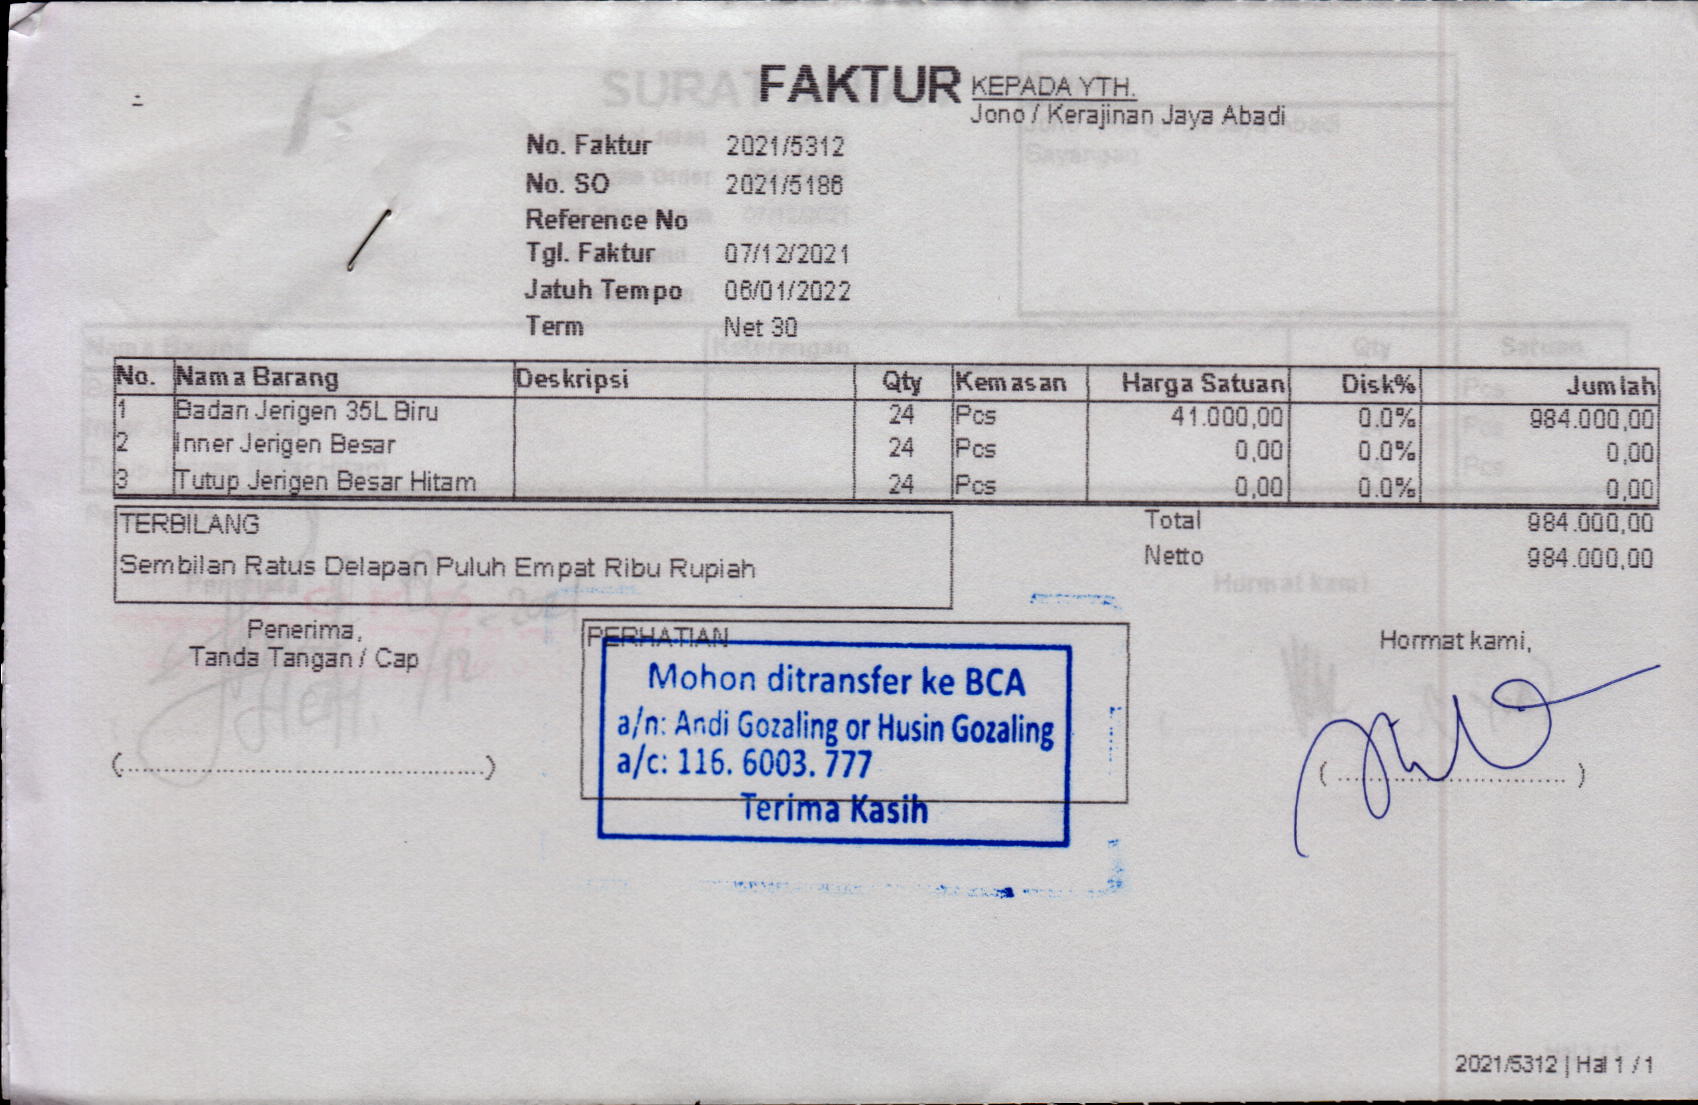 FAKTUR
KEPADA YTH.
Jono / Kerajinan Jaya Abadi
No. Faktur 2021/5312
No. SO 2021/5186
Reference No
Tgl. Faktur 07/12/2021
Jatuh Tempo 06/01/2022
Term Net 30
No. Nama Barang Deskripsi Qty Kemasan Harga Satuan Disk% Jumlah
1 Badan Jerigen 35L Biru 24 Pcs 41.000,00 0.0% 984.000,00
2 Inner Jerigen Besar 24 Pcs 0,00 0.0% 0,00
3 Tutup Jerigen Besar Hitam 24 Pcs 0,00 0.0% 0,00
TERBILANG
Sembilan Ratus Delapan Puluh Empat Ribu Rupiah
Total 984.000,00
Netto 984.000,00
Penerima,
Tanda Tangan / Cap
(..............................................)
PERHATIAN
Mohon ditransfer ke BCA
a/n: Andi Gozaling or Husin Gozaling
a/c: 116. 6003. 777
Terima Kasih
Hormat kami,
( ................................ )
2021/5312 | Hal 1 / 1